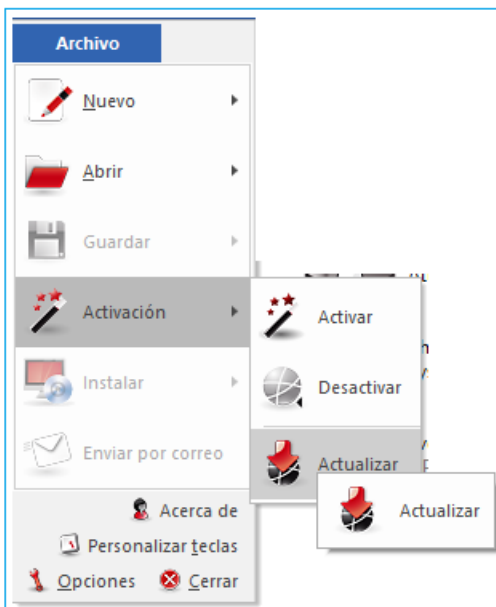 Archivo
Nuevo
Abrir
Guardar
Activación
Activar
Instalar
Desactivar
Enviar por correo
Actualizar
Actualizar
Acerca de
Personalizar teclas
Opciones Cerrar